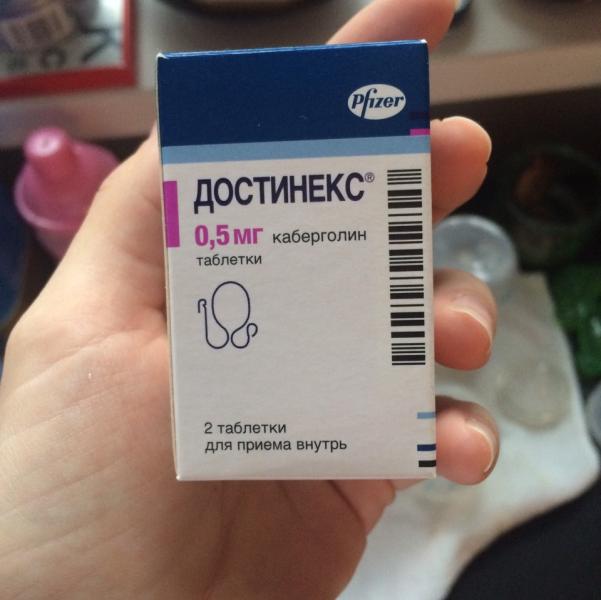 Pfizer
ДОСТИНЕКС®
0,5 мг каберголин
таблетки
2 таблетки
для приема внутрь